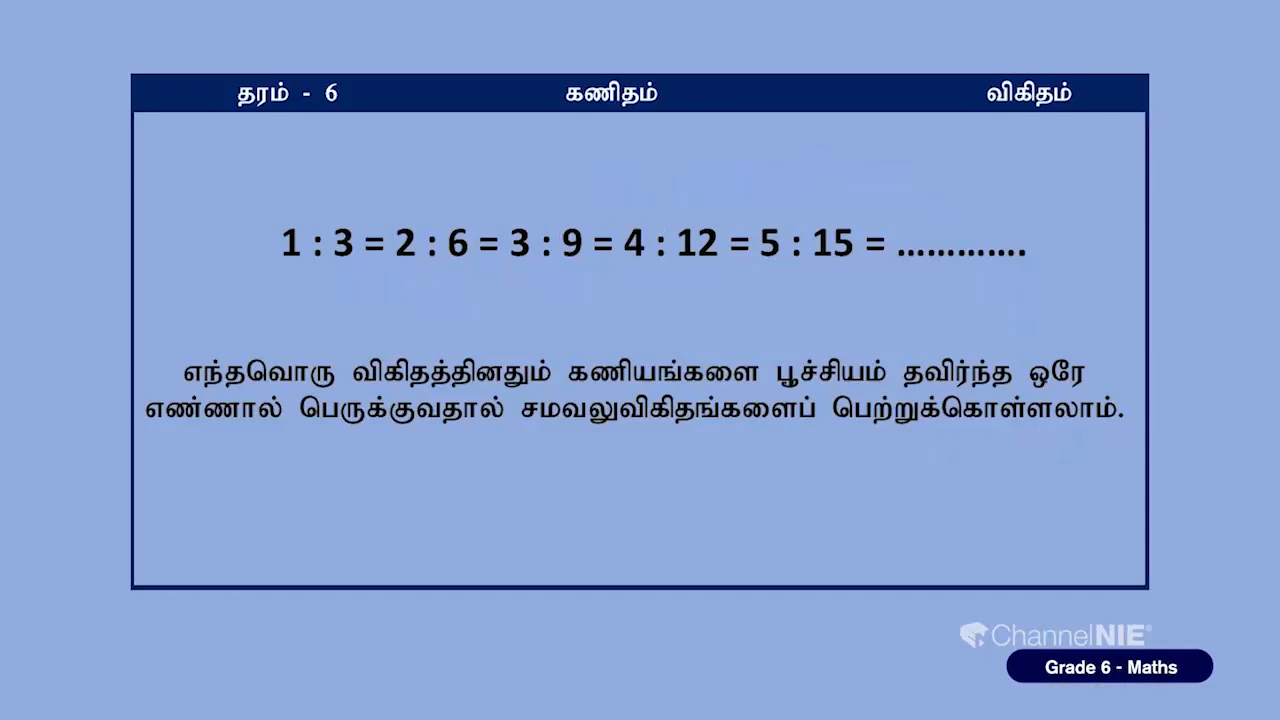 தரம் - 6 கணிதம் விகிதம்
1 : 3 = 2 : 6 = 3 : 9 = 4 : 12 = 5 : 15 = ………….
எந்தவொரு விகிதத்தினதும் கணியங்களை பூச்சியம் தவிர்ந்த ஒரே
எண்ணால் பெருக்குவதால் சமவலுவிகிதங்களைப் பெற்றுக்கொள்ளலாம்.
ChannelNIE®
Grade 6 - Maths